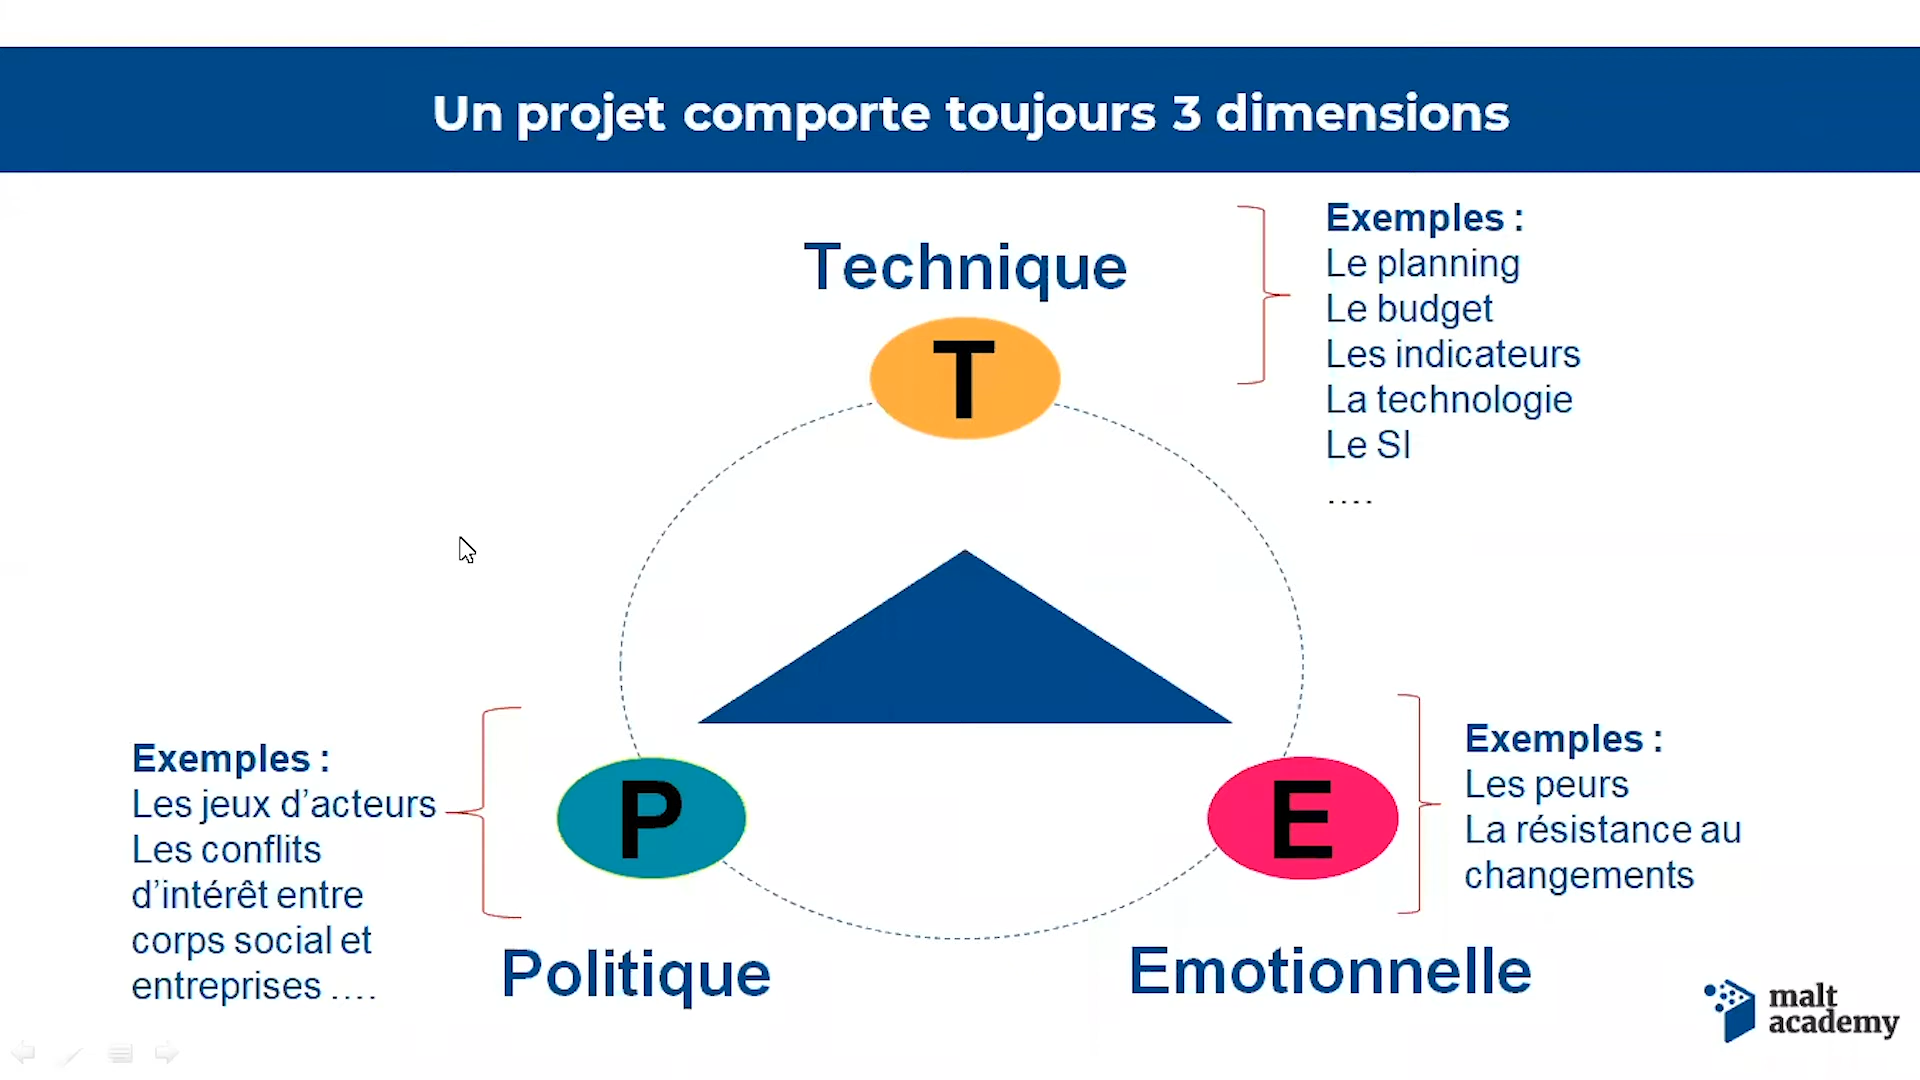 Un projet comporte toujours 3 dimensions
Technique
T
Exemples :
Le planning
Le budget
Les indicateurs
La technologie
Le SI
....
Exemples :
Les jeux d’acteurs
Les conflits
d’intérêt entre
corps social et
entreprises ....
P
Politique
E
Emotionnelle
Exemples :
Les peurs
La résistance au
changements
malt
academy